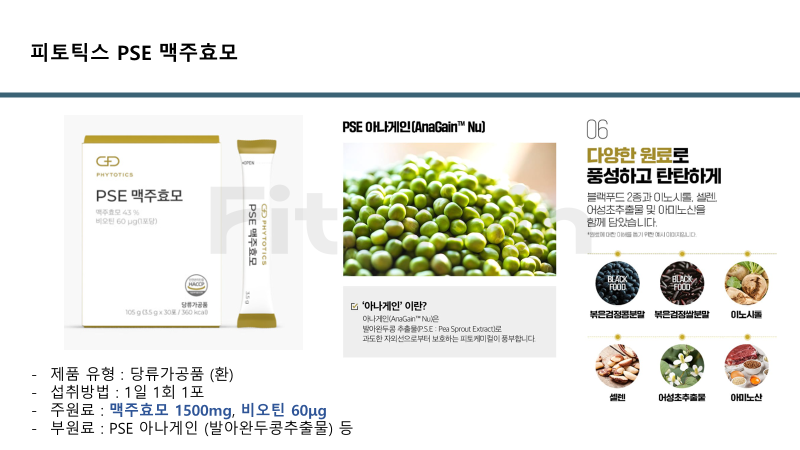 피토틱스 PSE 맥주효모
PHYTOTICS
PSE 맥주효모
맥주효모 43 %
비오틴 60 μg(1포당)
HACCP
당류가공품
105 g (3.5 g x 30포 / 360 kcal)
OPEN
PHYTOTICS
PSE 맥주효모
3.5 g
PSE 아나게인(AnaGain™ Nu)
'아나게인' 이란?
아나게인(AnaGain™ Nu)은
발아완두콩 추출물(P.S.E : Pea Sprout Extract)로
과도한 자외선으로부터 보호하는 피토케미컬이 풍부합니다.
06
다양한 원료로
풍성하고 탄탄하게
블랙푸드 2종과 이노시톨, 셀렌,
어성초추출물 및 아미노산을
함께 담았습니다.
BLACK FOOD
BLACK FOOD
볶은검정콩분말
볶은검정쌀분말
이노시톨
셀렌
어성초추출물
아미노산
- 제품 유형 : 당류가공품 (환)
- 섭취방법 : 1일 1회 1포
- 주원료 : 맥주효모 1500mg, 비오틴 60μg
- 부원료 : PSE 아나게인 (발아완두콩추출물) 등